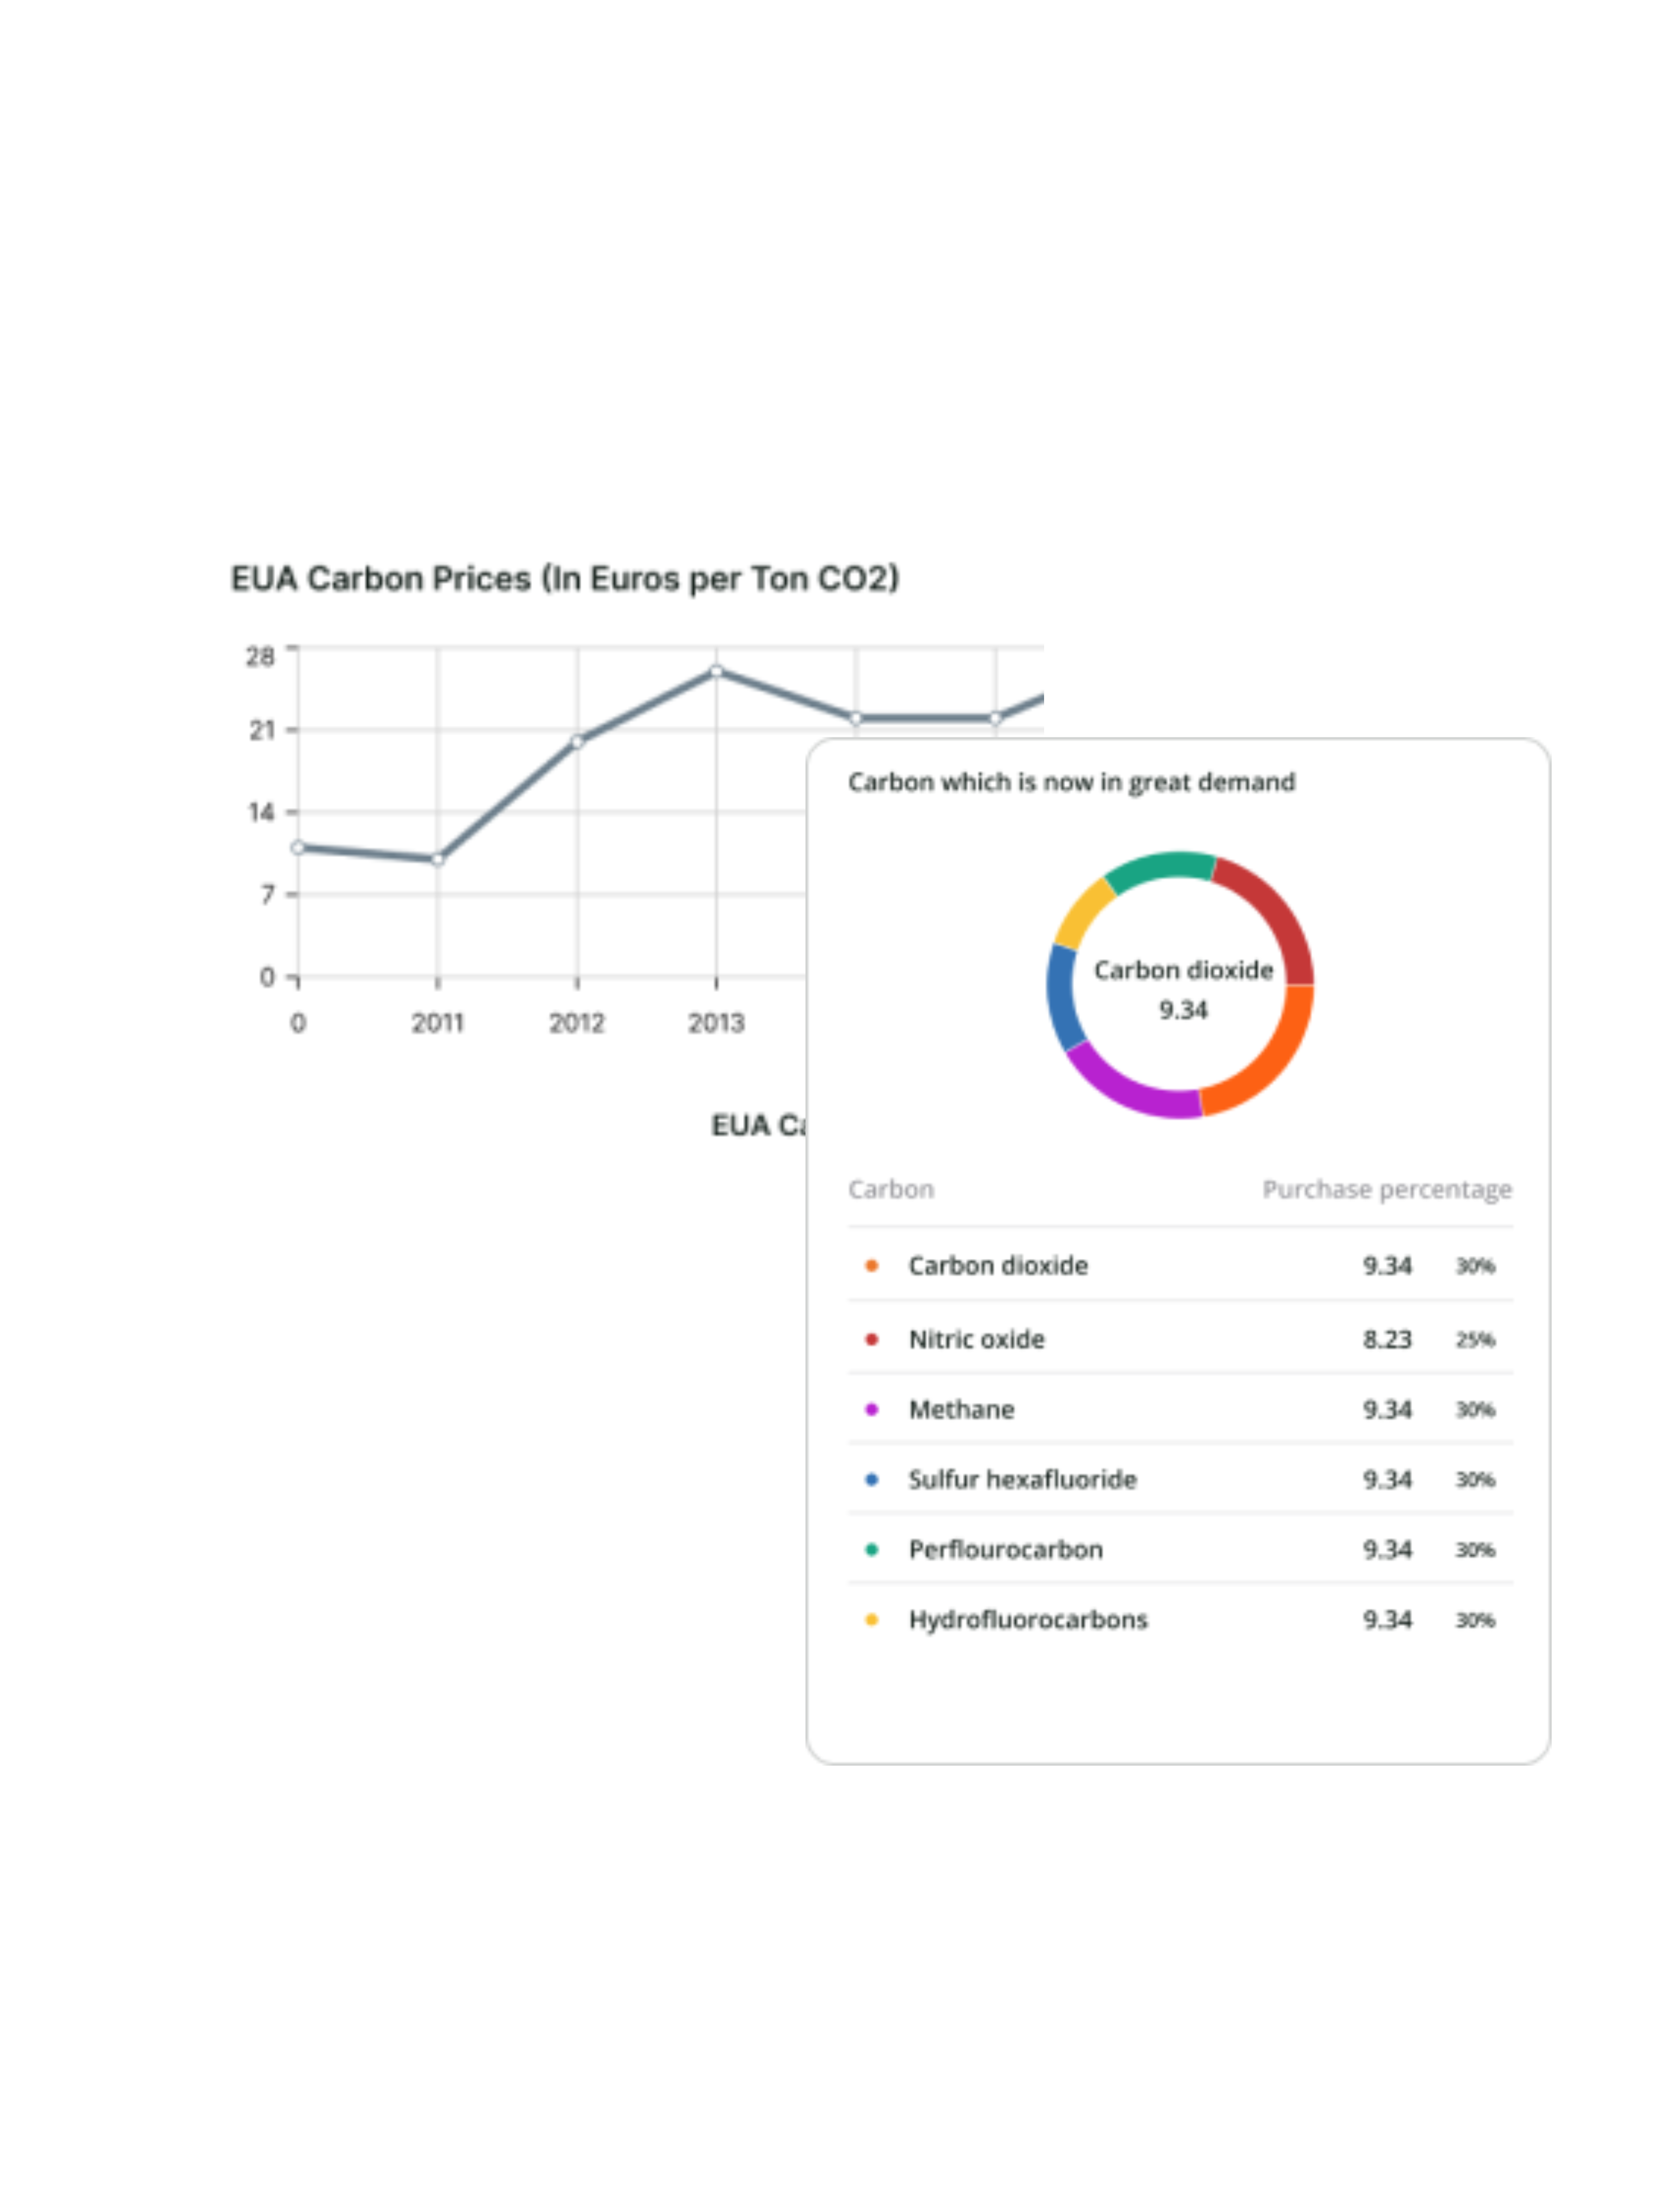 EUA Carbon Prices (In Euros per Ton CO2)
28
21
14
7
0
0 2011 2012 2013
EUA
Carbon which is now in great demand
Carbon dioxide
9.34
Carbon Purchase percentage
Carbon dioxide 9.34 30%
Nitric oxide 8.23 25%
Methane 9.34 30%
Sulfur hexafluoride 9.34 30%
Perflourocarbon 9.34 30%
Hydrofluorocarbons 9.34 30%